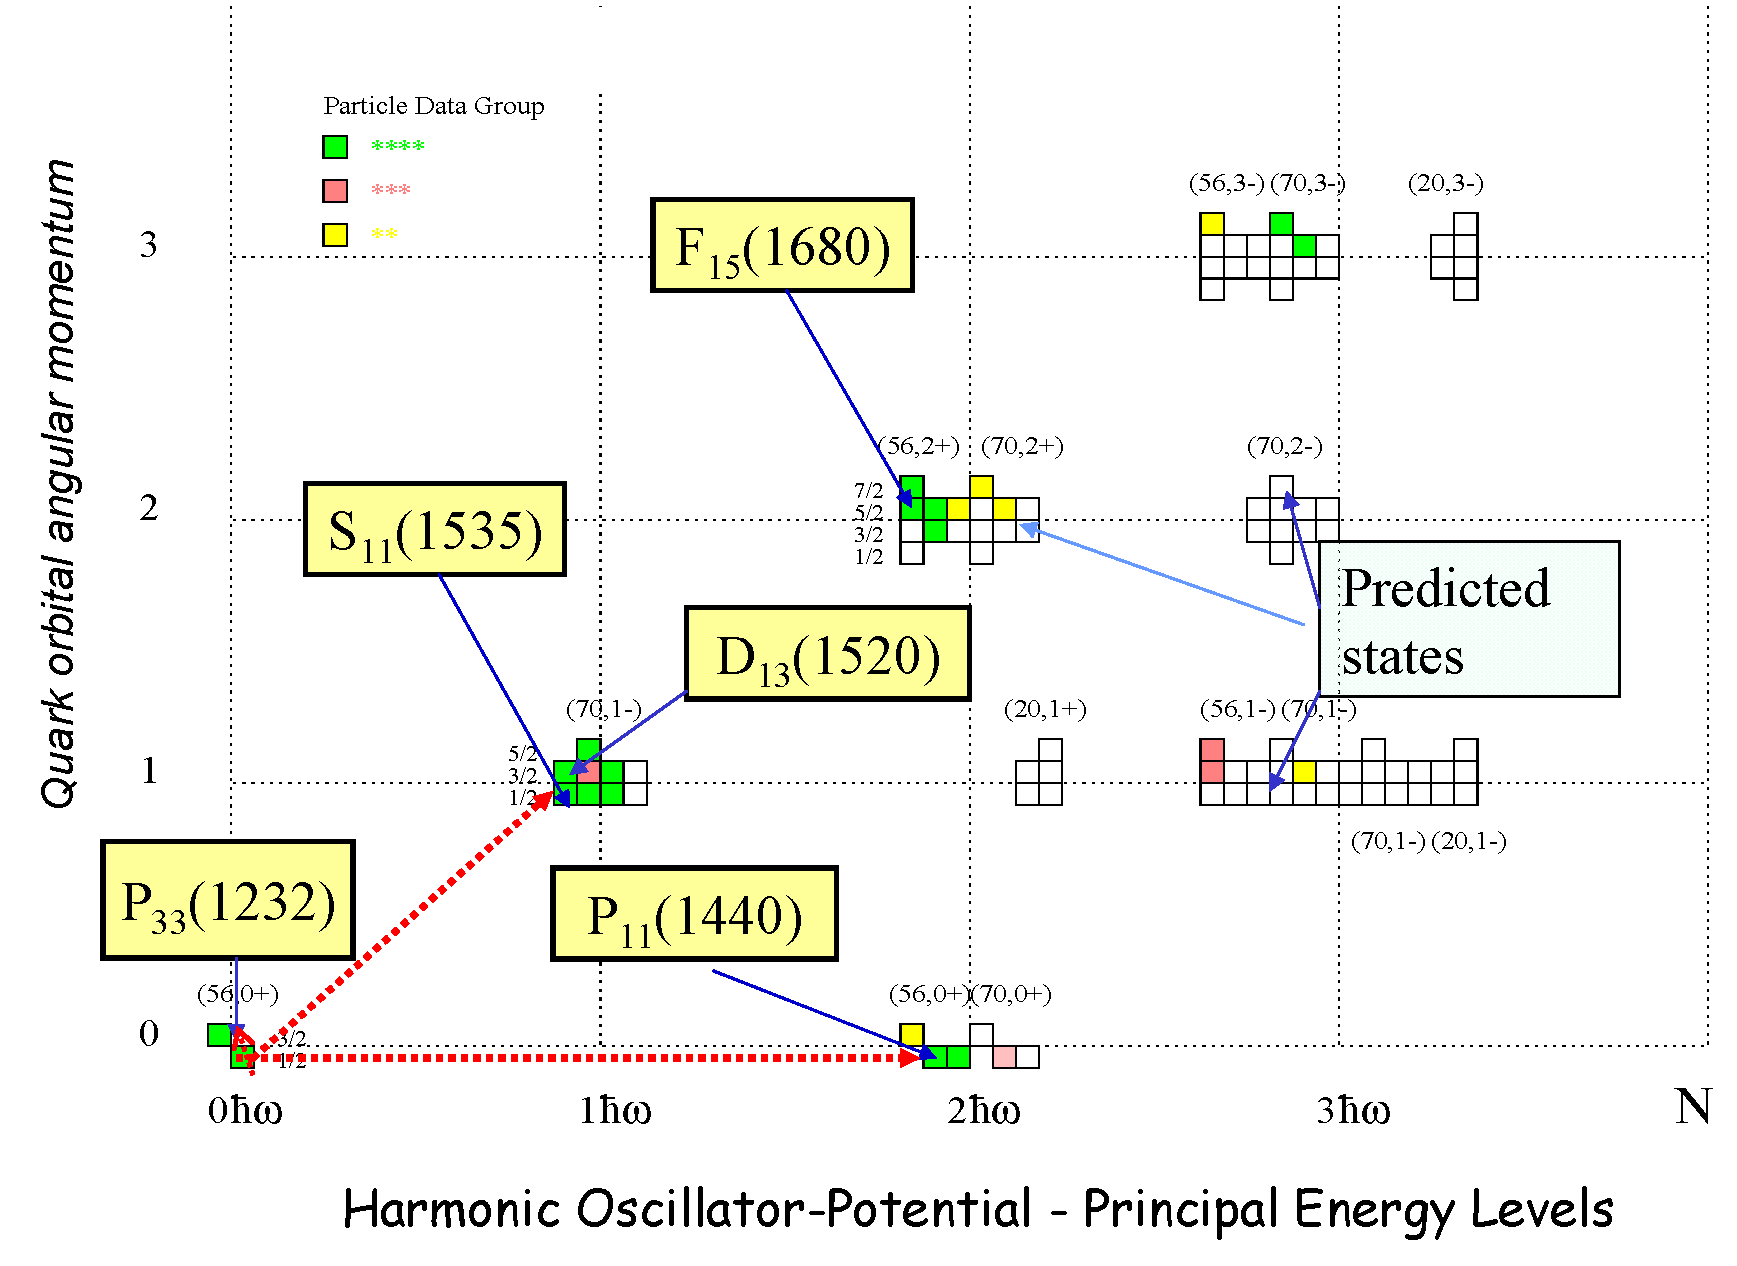 Particle Data Group
****
***
**
Quark orbital angular momentum
3
2
1
0
(56,3-) (70,3-) (20,3-)
F15(1680)
(56,2+) (70,2+) (70,2-)
7/2
5/2
3/2
1/2
S11(1535)
Predicted
states
D13(1520)
(70,1-) (20,1+) (56,1-) (70,1-)
5/2
3/2
1/2
(70,1-) (20,1-)
P33(1232)
P11(1440)
(56,0+) (56,0+) (70,0+)
3/2
1/2
0ħω 1ħω 2ħω 3ħω N
Harmonic Oscillator-Potential - Principal Energy Levels